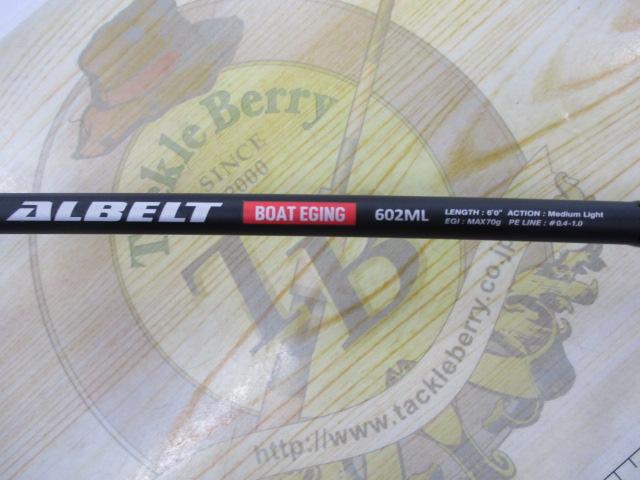 Tackle Berry
SINCE
2000
ALBELT BOAT EGING 602ML LENGTH : 6'0" ACTION : Medium Light
EGI : MAX70g PE LINE : #0.4-1.0
TB
http://www.tackleberry.co.jp